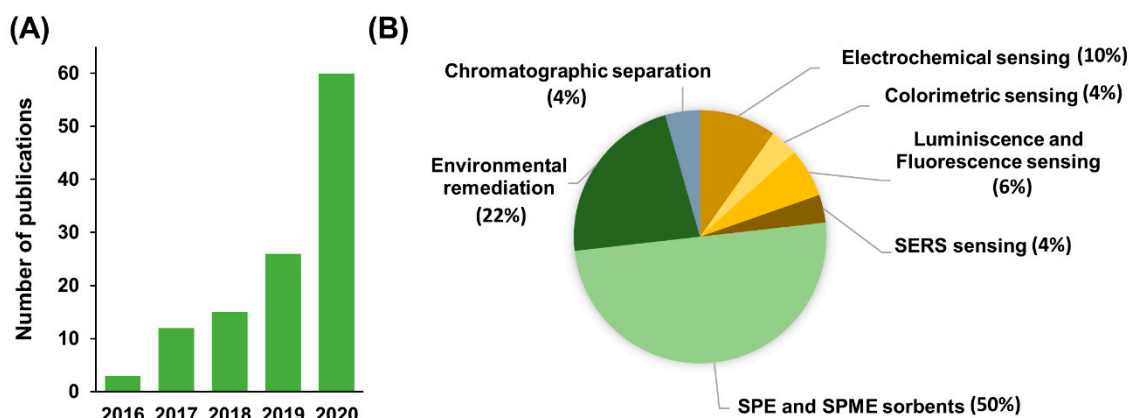 (A)
Number of publications
60
50
40
30
20
10
0
2016 2017 2018 2019 2020
(B)
Chromatographic separation
(4%)
Environmental
remediation
(22%)
Electrochemical sensing (10%)
Colorimetric sensing (4%)
Luminiscence and
Fluorescence sensing
(6%)
SERS sensing (4%)
SPE and SPME sorbents (50%)